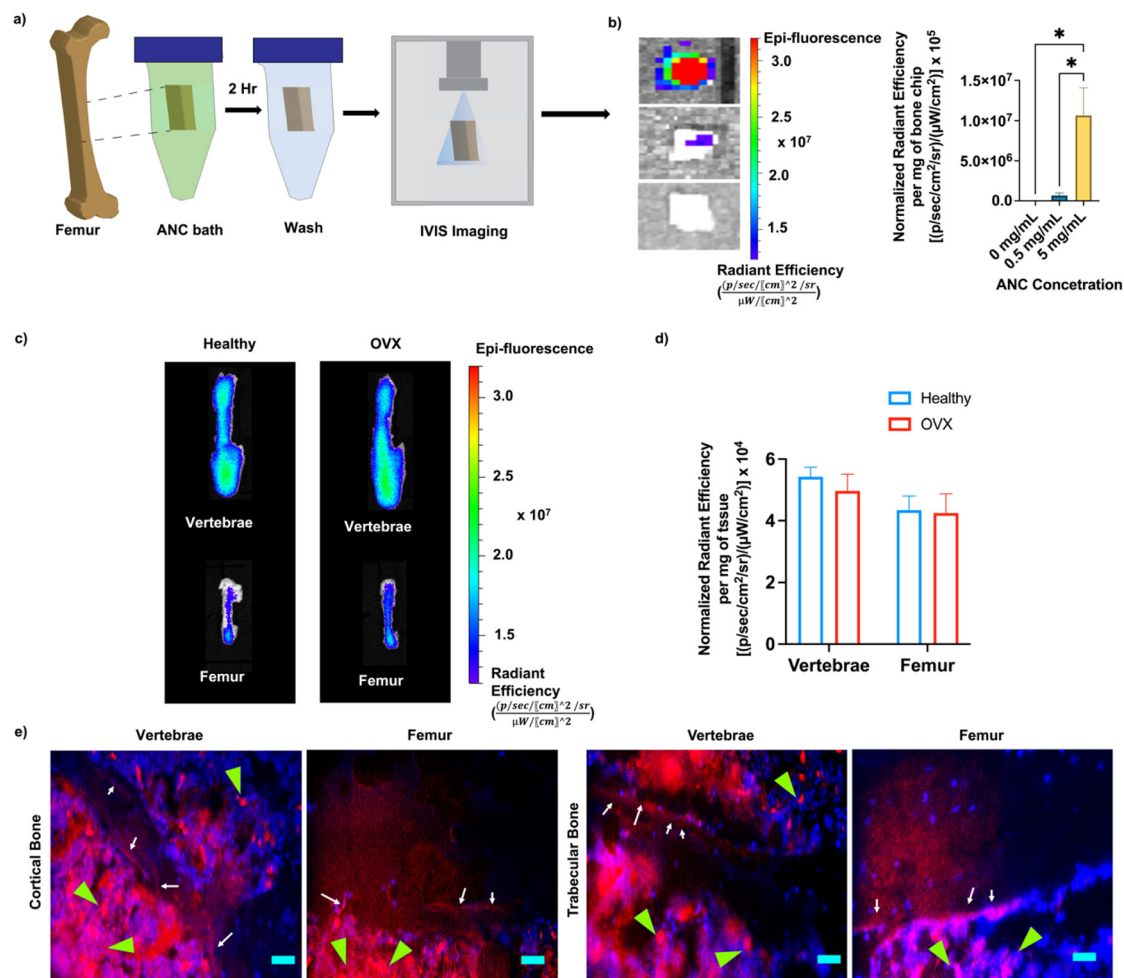 a)
2 Hr
Femur
ANC bath
Wash
IVIS Imaging
b)
Epi-fluorescence
3.0
2.5
x 10^7
2.0
1.5
Radiant Efficiency
(p/sec/〖cm〗^2 /sr
µW/〖cm〗^2
Normalized Radiant Efficiency
per mg of bone chip
[(p/sec/cm²/sr)/(µW/cm²)] x 10⁵
*
*
1.5×10⁷
1.0×10⁷
5.0×10⁶
0.0
0 mg/mL
0.5 mg/mL
5 mg/mL
ANC Concetration
c)
Healthy
OVX
Vertebrae
Vertebrae
Femur
Femur
Epi-fluorescence
3.0
2.5
x 10⁷
2.0
1.5
Radiant
Efficiency
(p/sec/〖cm〗^2 /sr
µW/〖cm〗^2
d)
Healthy
OVX
Normalized Radiant Efficiency
per mg of tssue
[(p/sec/cm²/sr)/(µW/cm²)] x 10⁴
6
4
2
0
Vertebrae
Femur
e)
Vertebrae
Femur
Vertebrae
Femur
Cortical Bone
Trabecular Bone